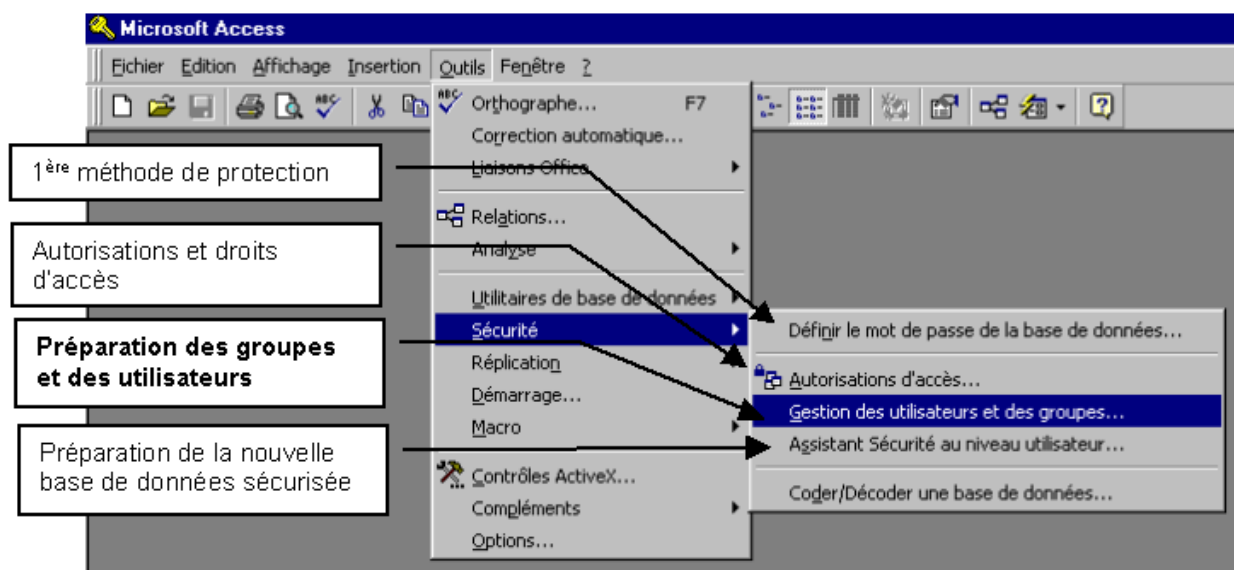 Microsoft Access
Fichier Edition Affichage Insertion Outils Fenêtre ?
ABC
ABC
Orthographe... F7
Correction automatique...
Liaisons Office
Relations...
Analyse
Utilitaires de base de données
Sécurité
Réplication
Démarrage...
Macro
Contrôles ActiveX...
Compléments
Options...
Définir le mot de passe de la base de données...
Autorisations d'accès...
Gestion des utilisateurs et des groupes...
Assistant Sécurité au niveau utilisateur...
Coder/Décoder une base de données...
1ère méthode de protection
Autorisations et droits
d'accès
Préparation des groupes
et des utilisateurs
Préparation de la nouvelle
base de données sécurisée